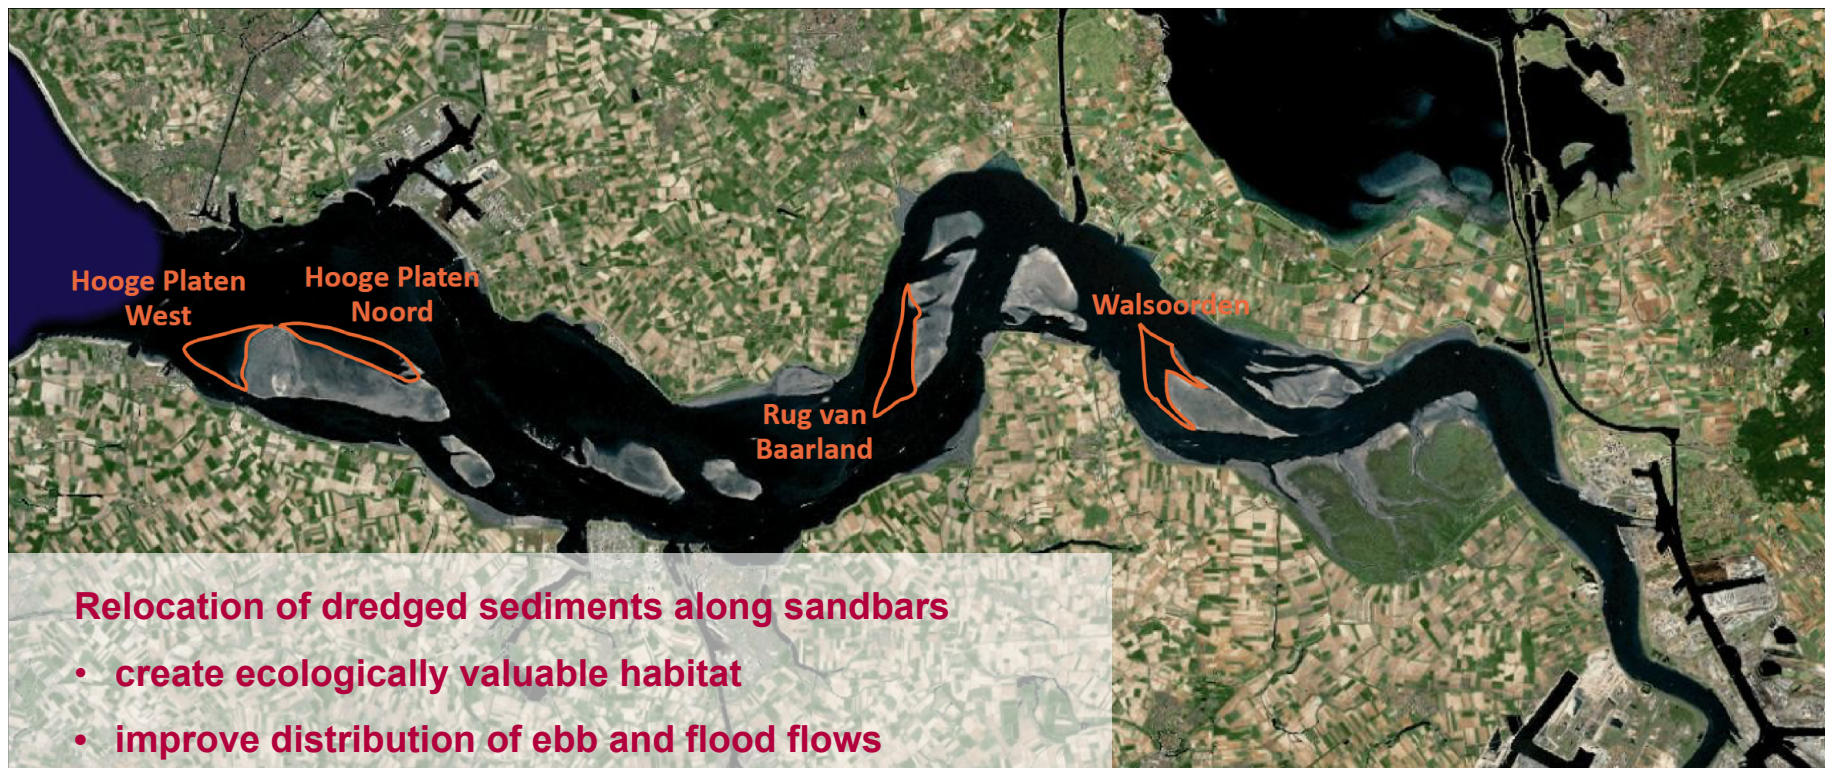 Hooge Platen
West
Hooge Platen
Noord
Walsoorden
Rug van
Baarland
Relocation of dredged sediments along sandbars
• create ecologically valuable habitat
• improve distribution of ebb and flood flows